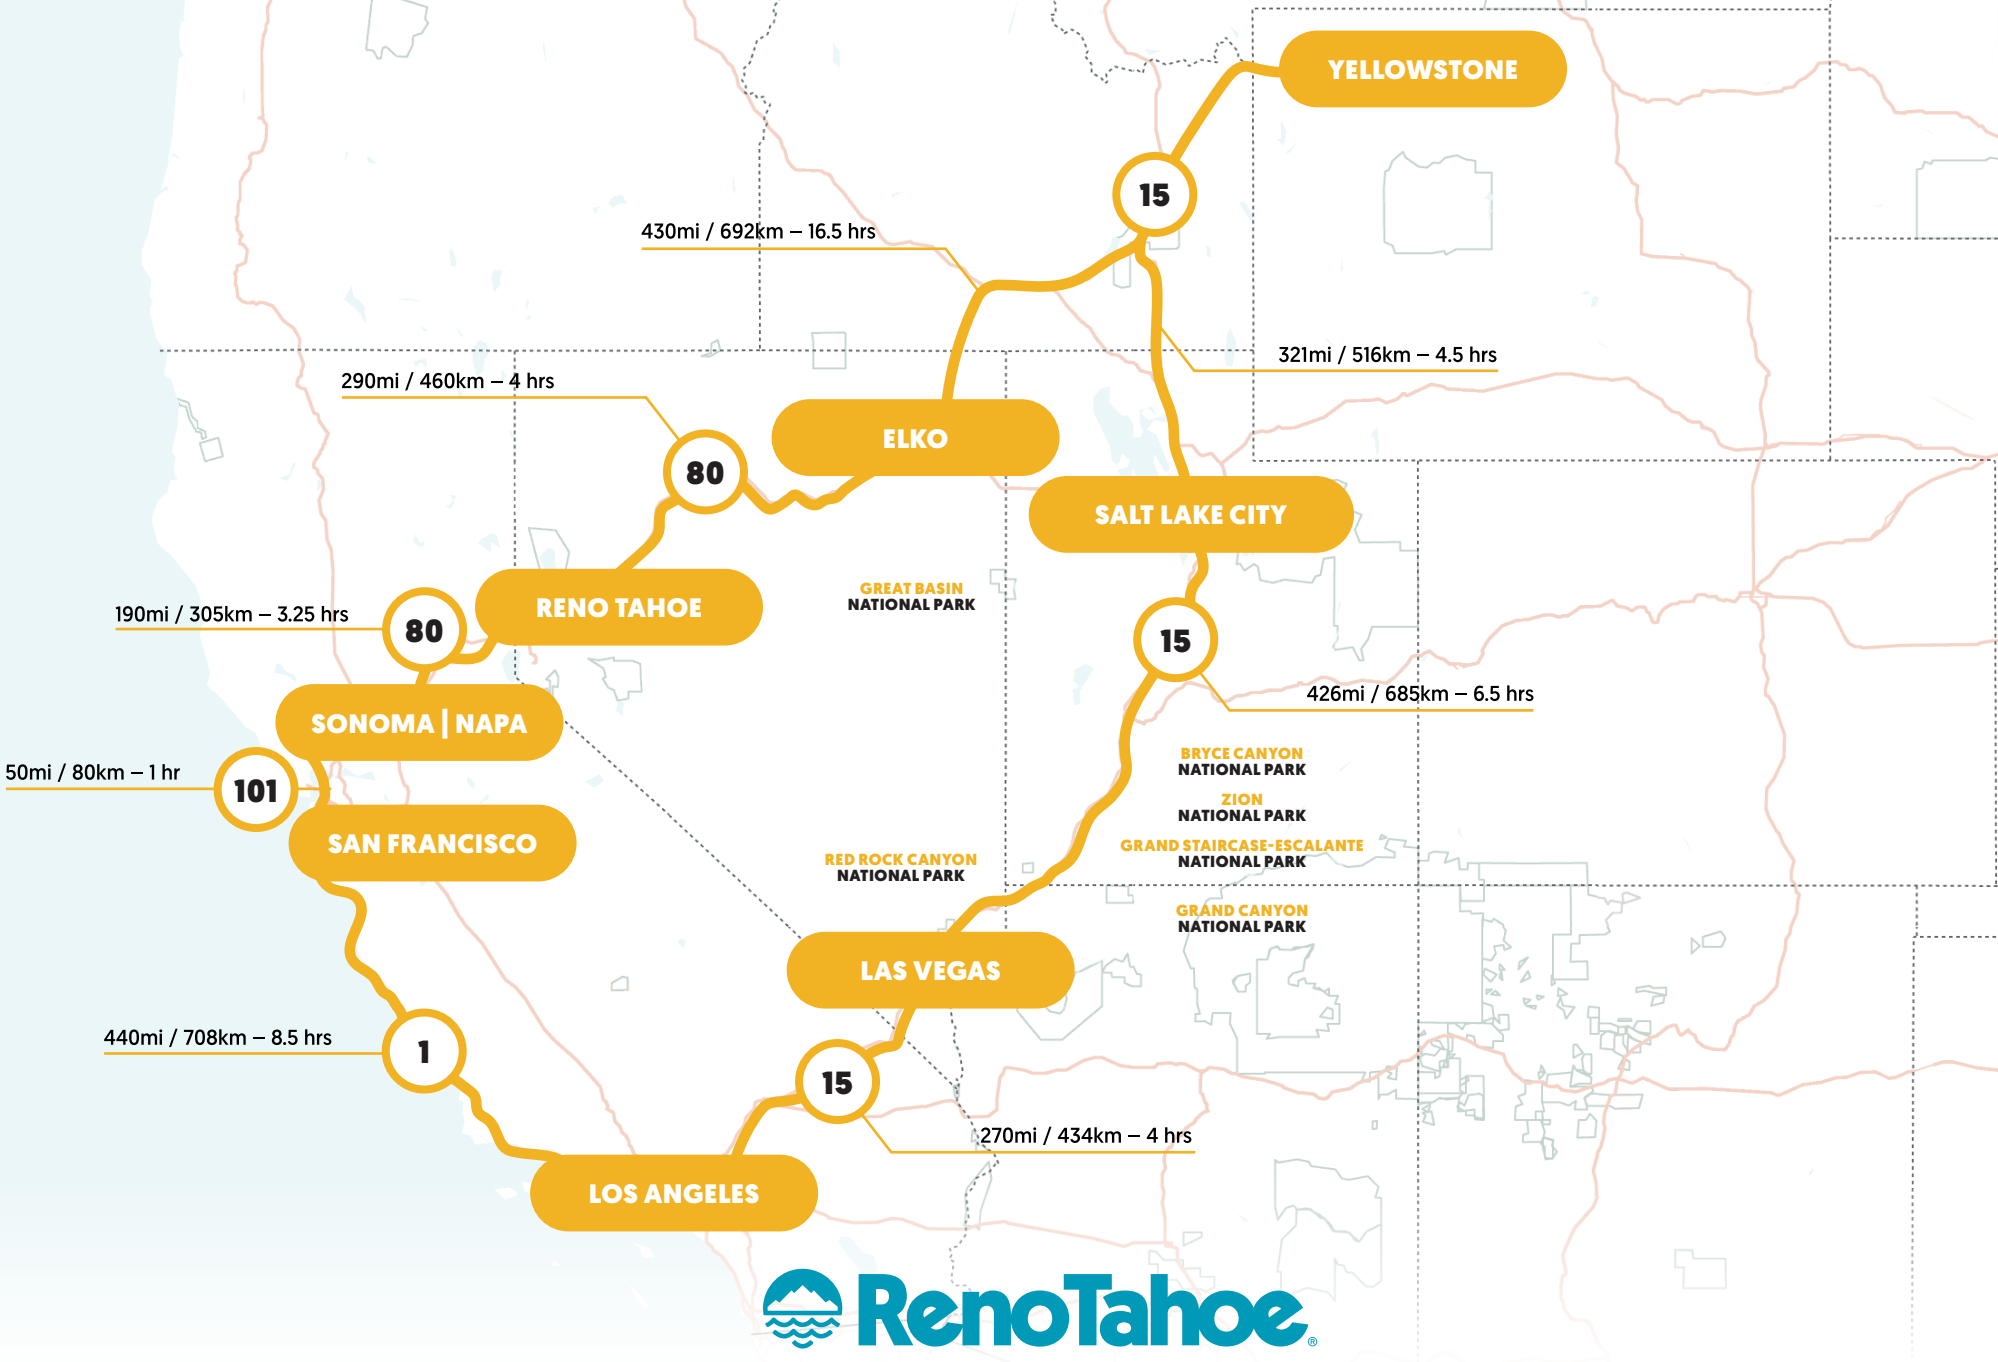 YELLOWSTONE
15
430mi / 692km – 16.5 hrs
321mi / 516km – 4.5 hrs
290mi / 460km – 4 hrs
ELKO
80
SALT LAKE CITY
GREAT BASIN
NATIONAL PARK
RENO TAHOE
190mi / 305km – 3.25 hrs
80
15
426mi / 685km – 6.5 hrs
SONOMA | NAPA
BRYCE CANYON
NATIONAL PARK
50mi / 80km – 1 hr
101
ZION
NATIONAL PARK
SAN FRANCISCO
GRAND STAIRCASE-ESCALANTE
NATIONAL PARK
RED ROCK CANYON
NATIONAL PARK
GRAND CANYON
NATIONAL PARK
LAS VEGAS
440mi / 708km – 8.5 hrs
1
15
270mi / 434km – 4 hrs
LOS ANGELES
RenoTahoe®